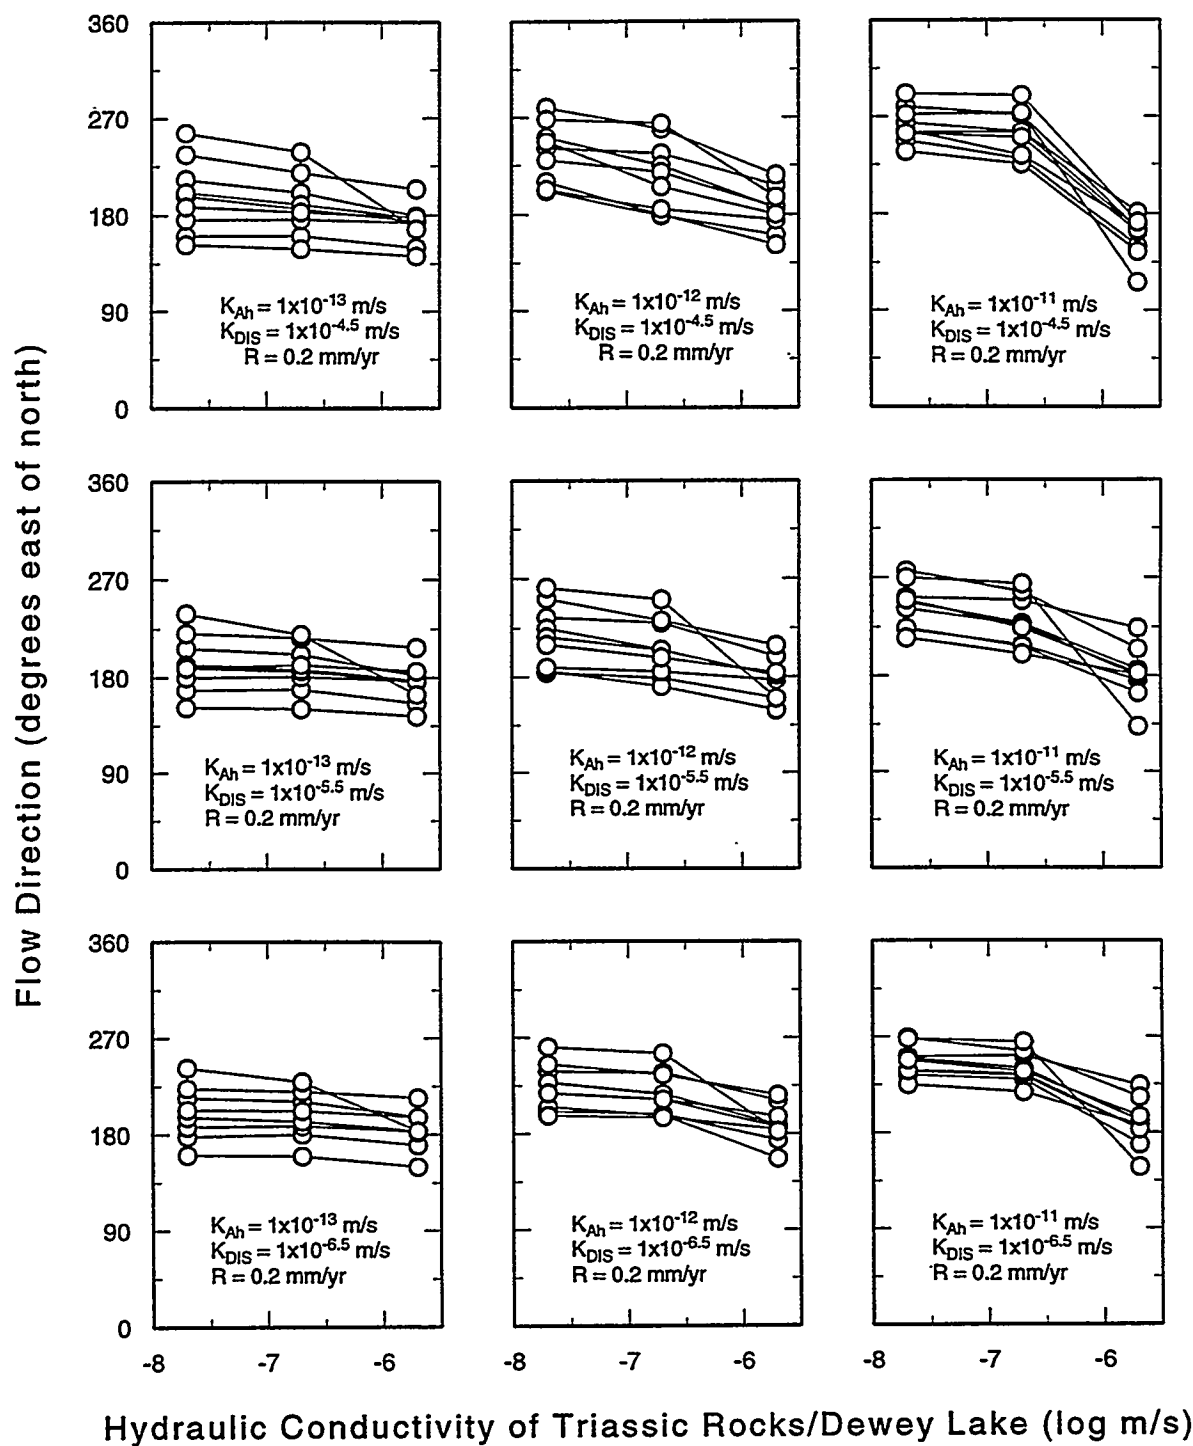 Flow Direction (degrees east of north)
360
270
180
90
0
K_Ah = 1x10^-13 m/s
K_DIS = 1x10^-4.5 m/s
R = 0.2 mm/yr
K_Ah = 1x10^-12 m/s
K_DIS = 1x10^-4.5 m/s
R = 0.2 mm/yr
K_Ah = 1x10^-11 m/s
K_DIS = 1x10^-4.5 m/s
R = 0.2 mm/yr
360
270
180
90
0
K_Ah = 1x10^-13 m/s
K_DIS = 1x10^-5.5 m/s
R = 0.2 mm/yr
K_Ah = 1x10^-12 m/s
K_DIS = 1x10^-5.5 m/s
R = 0.2 mm/yr
K_Ah = 1x10^-11 m/s
K_DIS = 1x10^-5.5 m/s
R = 0.2 mm/yr
360
270
180
90
0
K_Ah = 1x10^-13 m/s
K_DIS = 1x10^-6.5 m/s
R = 0.2 mm/yr
K_Ah = 1x10^-12 m/s
K_DIS = 1x10^-6.5 m/s
R = 0.2 mm/yr
K_Ah = 1x10^-11 m/s
K_DIS = 1x10^-6.5 m/s
R = 0.2 mm/yr
-8 -7 -6 -8 -7 -6 -8 -7 -6
Hydraulic Conductivity of Triassic Rocks/Dewey Lake (log m/s)